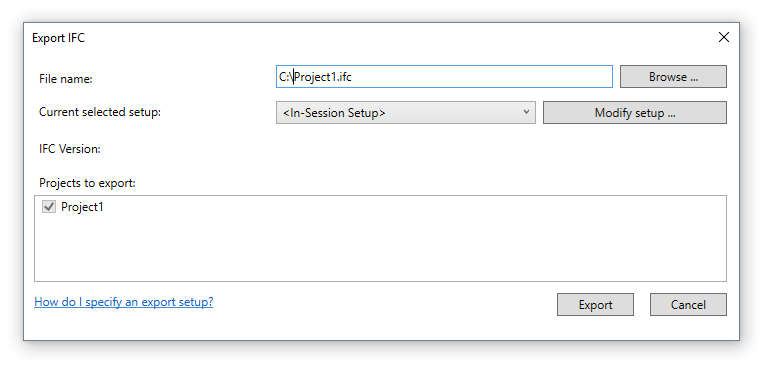 Export IFC
File name: C:\Project1.ifc Browse ...
Current selected setup: <In-Session Setup> Modify setup ...
IFC Version:
Projects to export:
Project1
How do I specify an export setup? Export Cancel